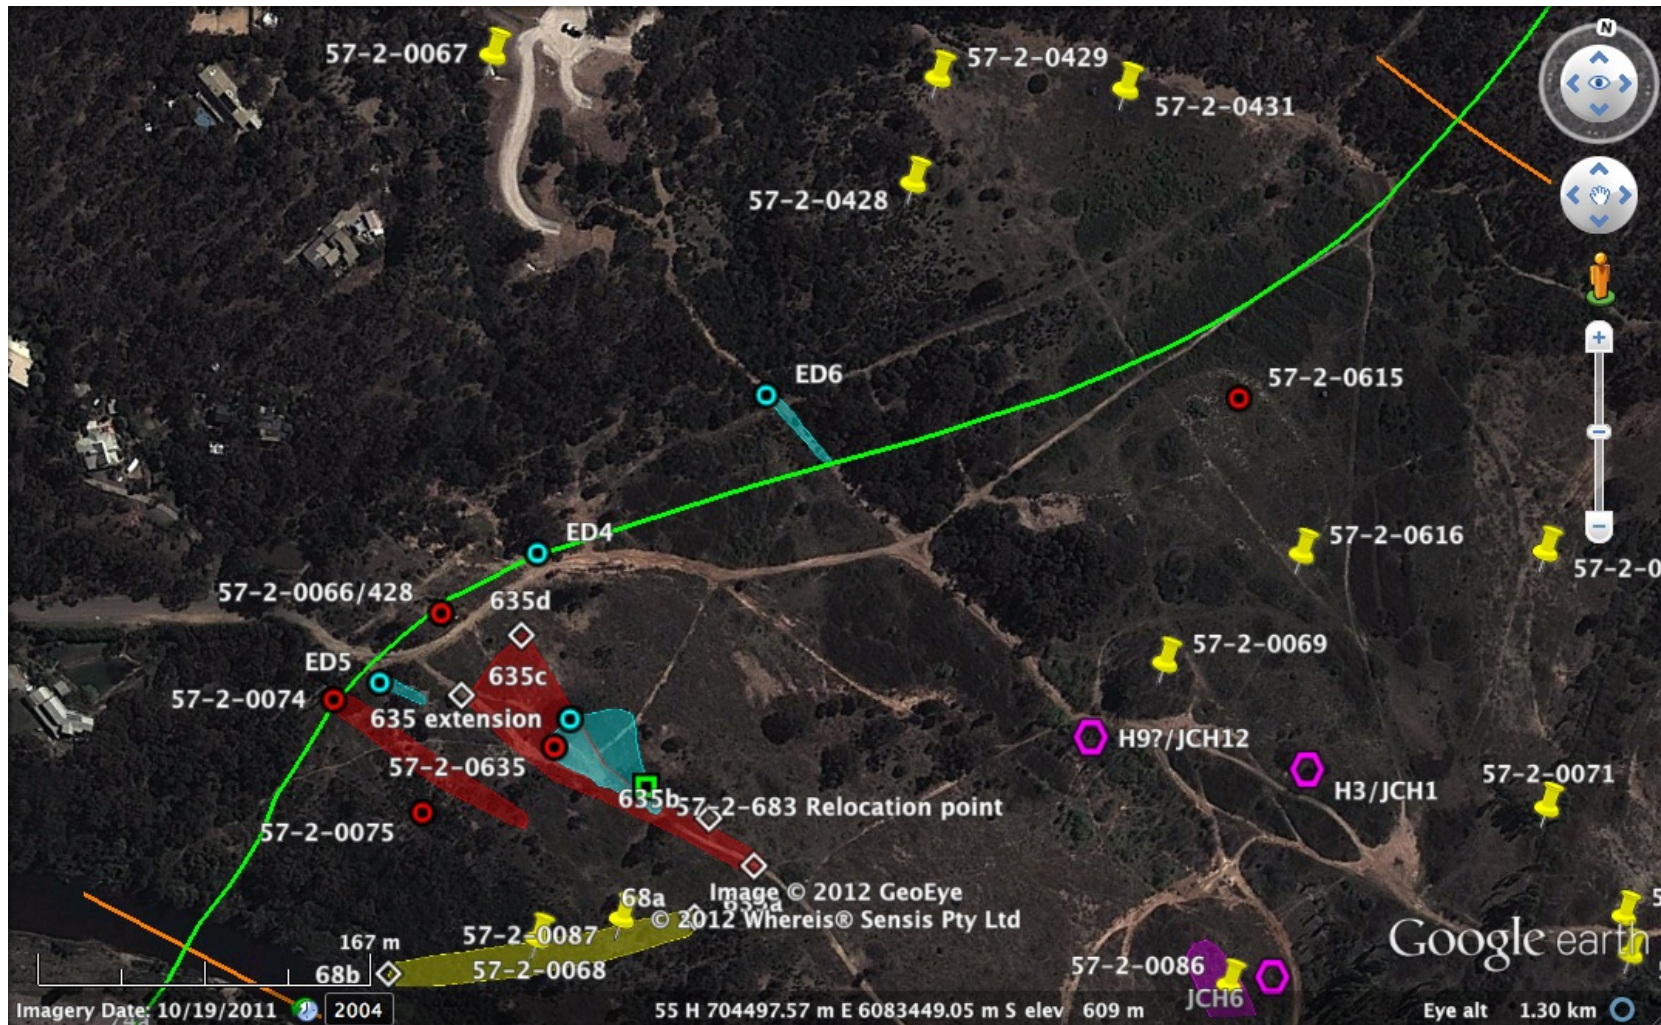 N
57-2-0067
57-2-0429
57-2-0431
57-2-0428
ED6
57-2-0615
ED4
57-2-0616
57-2-0
57-2-0066/428
635d
57-2-0069
ED5
635c
57-2-0074
635 extension
H9?/JCH12
57-2-0635
57-2-0071
H3/JCH1
635b
57-2-683 Relocation point
57-2-0075
Image © 2012 GeoEye
68a
635a
© 2012 Whereis® Sensis Pty Ltd
57-2-0087
Google earth
167 m
57-2-0086
68b
57-2-0068
JCH6
Imagery Date: 10/19/2011
2004
55 H 704497.57 m E 6083449.05 m S elev 609 m
Eye alt 1.30 km